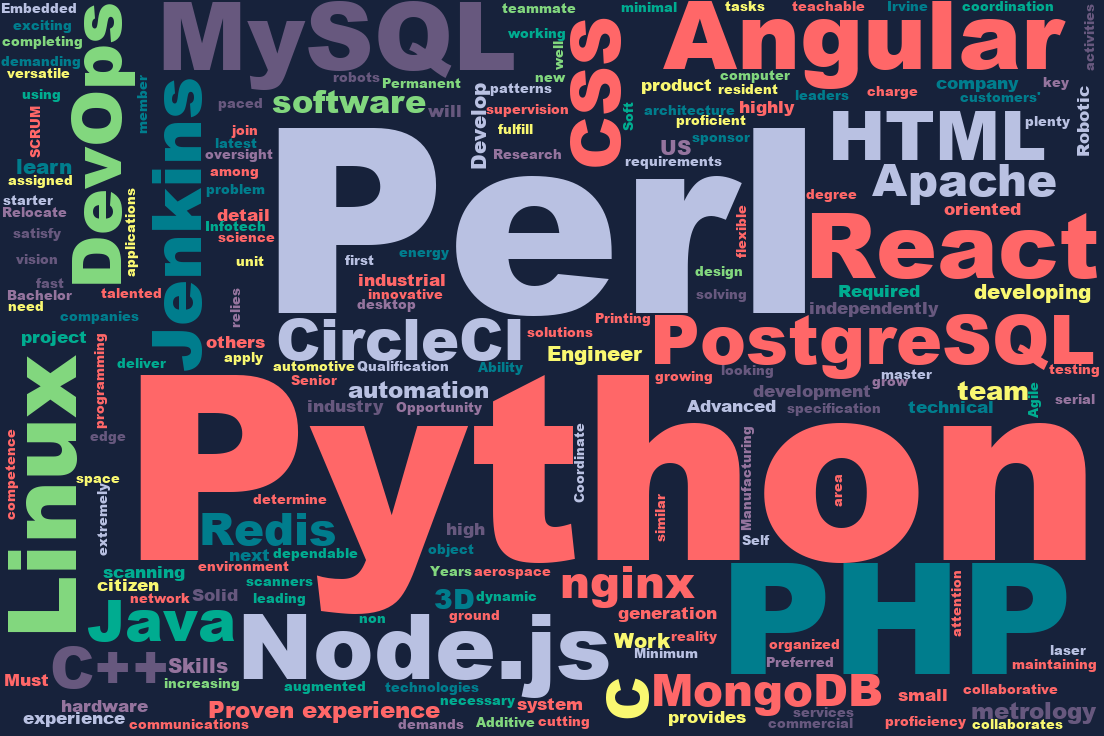 Embedded
exciting
completing
demanding
versatile
using
SCRUM
learn
assigned
starter
Relocate
satisfy
vision
fast
Bachelor
need
companies
talented
Devops
member
applications
MySQL
robots
Permanent
paced
software
will
join
latest
oversight
among
problem
detail
Infotech
science
unit
relies
Jenkins
teammate
working
well
new
patterns
Develop
supervision
fulfill
Research
css
Soft
minimal
tasks
teachable
Irvine
coordination
activities
Angular
product
computer
resident
leaders
charge
company
customers'
key
architecture
highly
proficient
sponsor
US
requirements
HTML
plenty
Robotic
Apache
degree
oriented
Perl
first
energy
industrial
innovative
desktop
flexible
design
solving
React
Required
developing
independently
project
deliver
programming
others
apply
CircleCI
automotive
Qualification
Ability
Senior
automation
industry
Opportunity
solutions
Printing
Engineer
PostgreSQL
growing
looking
master
testing
grow
development
team
Agile
serial
Advanced
specification
technical
Linux
edge
competence
space
extremely
Python
determine
Redis
next
dependable
high
object
Coordinate
similar
Manufacturing
Self
area
environment
scanning
citizen
network
Solid
scanners
leading
Years
aerospace
3D
dynamic
ground
non
nginx
generation
PHP
attention
organized
Preferred
laser
maintaining
Java
Node.js
Work
reality
Minimum
C++
Skills
increasing
Must
augmented
technologies
necessary
system
C
MongoDB
small
collaborative
hardware
experience
communications
Proven experience
demands
Additive
cutting
provides
services
commercial
proficiency
metrology
collaborates